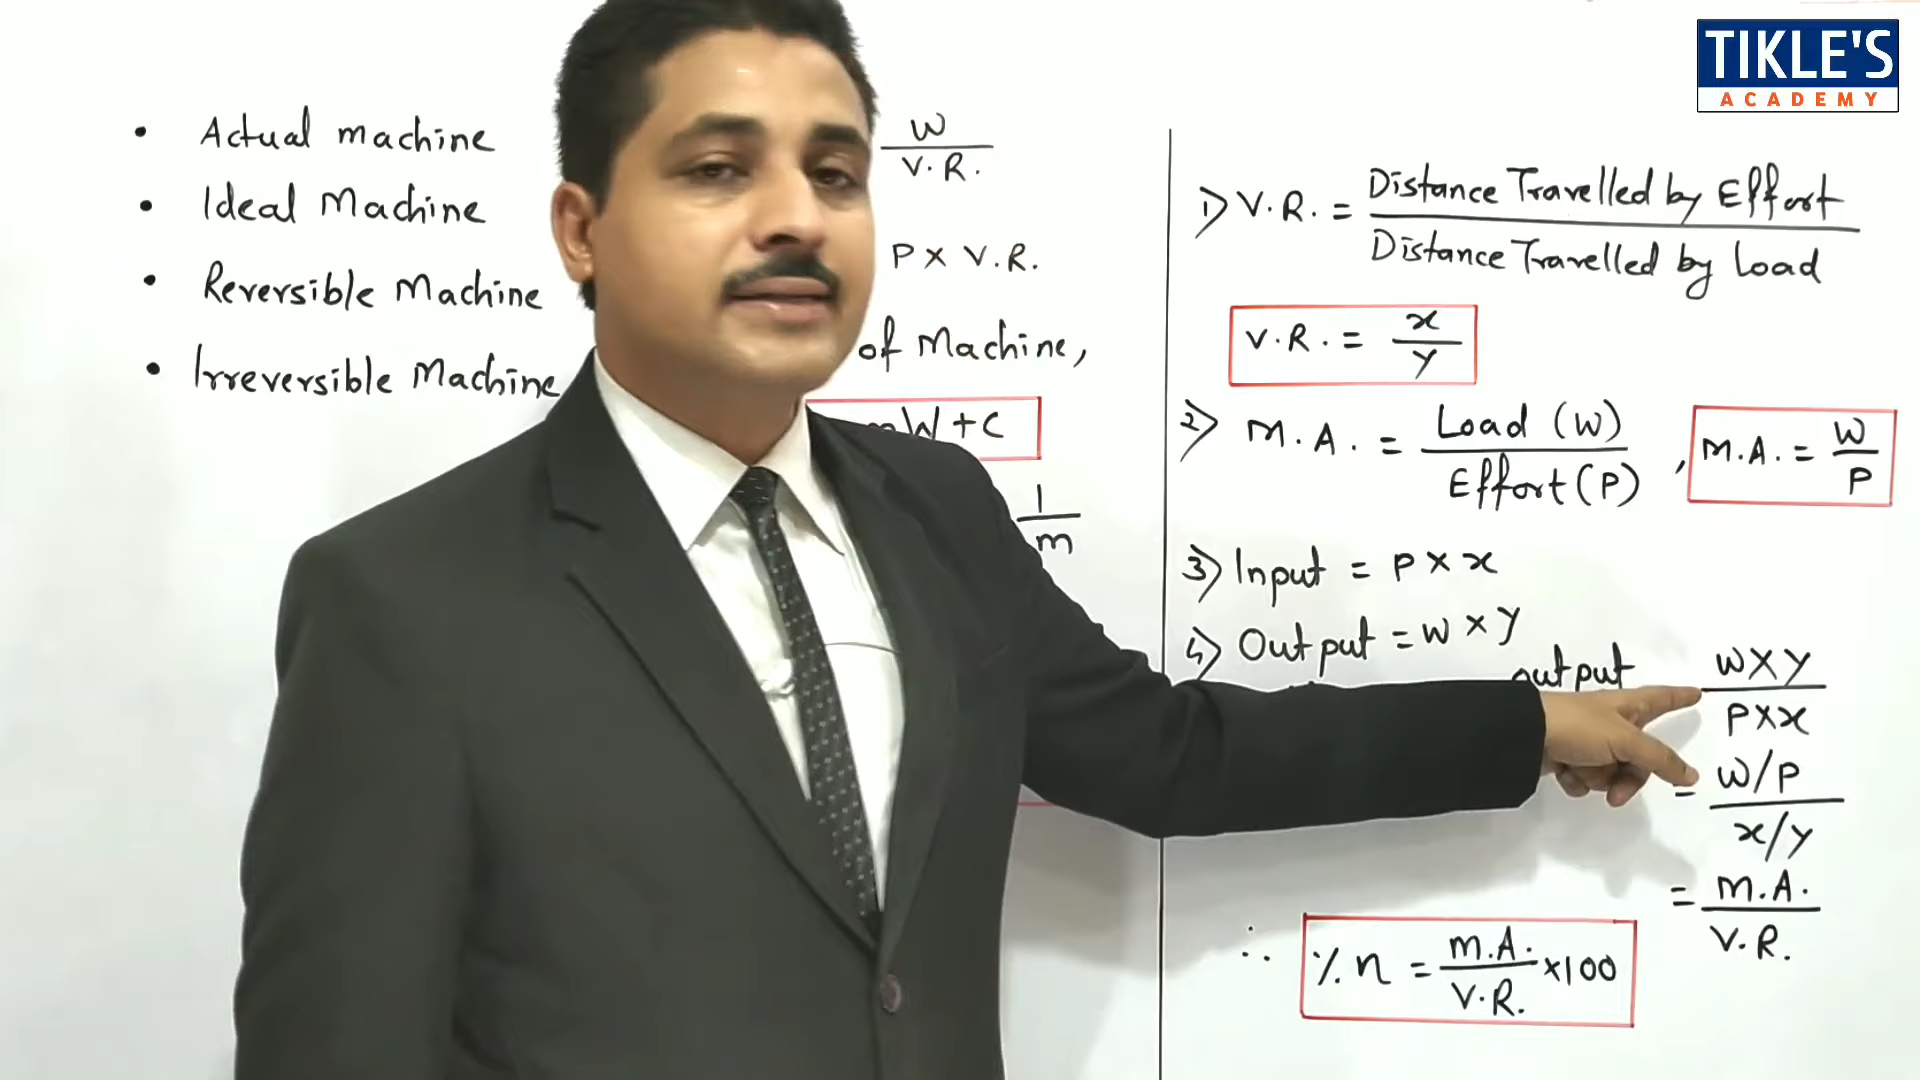 TIKLE'S
ACADEMY
• Actual machine
• Ideal Machine
• Reversible Machine
• Irreversible Machine
W
V.R.
P X V.R.
of Machine,
W + C
1
m
1) V.R. = Distance Travelled by Effort
Distance Travelled by Load
V.R. = x
y
2) M.A. = Load (W)
Effort (P)
, M.A. = W
P
3) Input = P X x
4) Output = W X y
output
W X y
P X x
= W/P
x/y
= M.A.
V.R.
∴ % η = M.A. X 100
V.R.